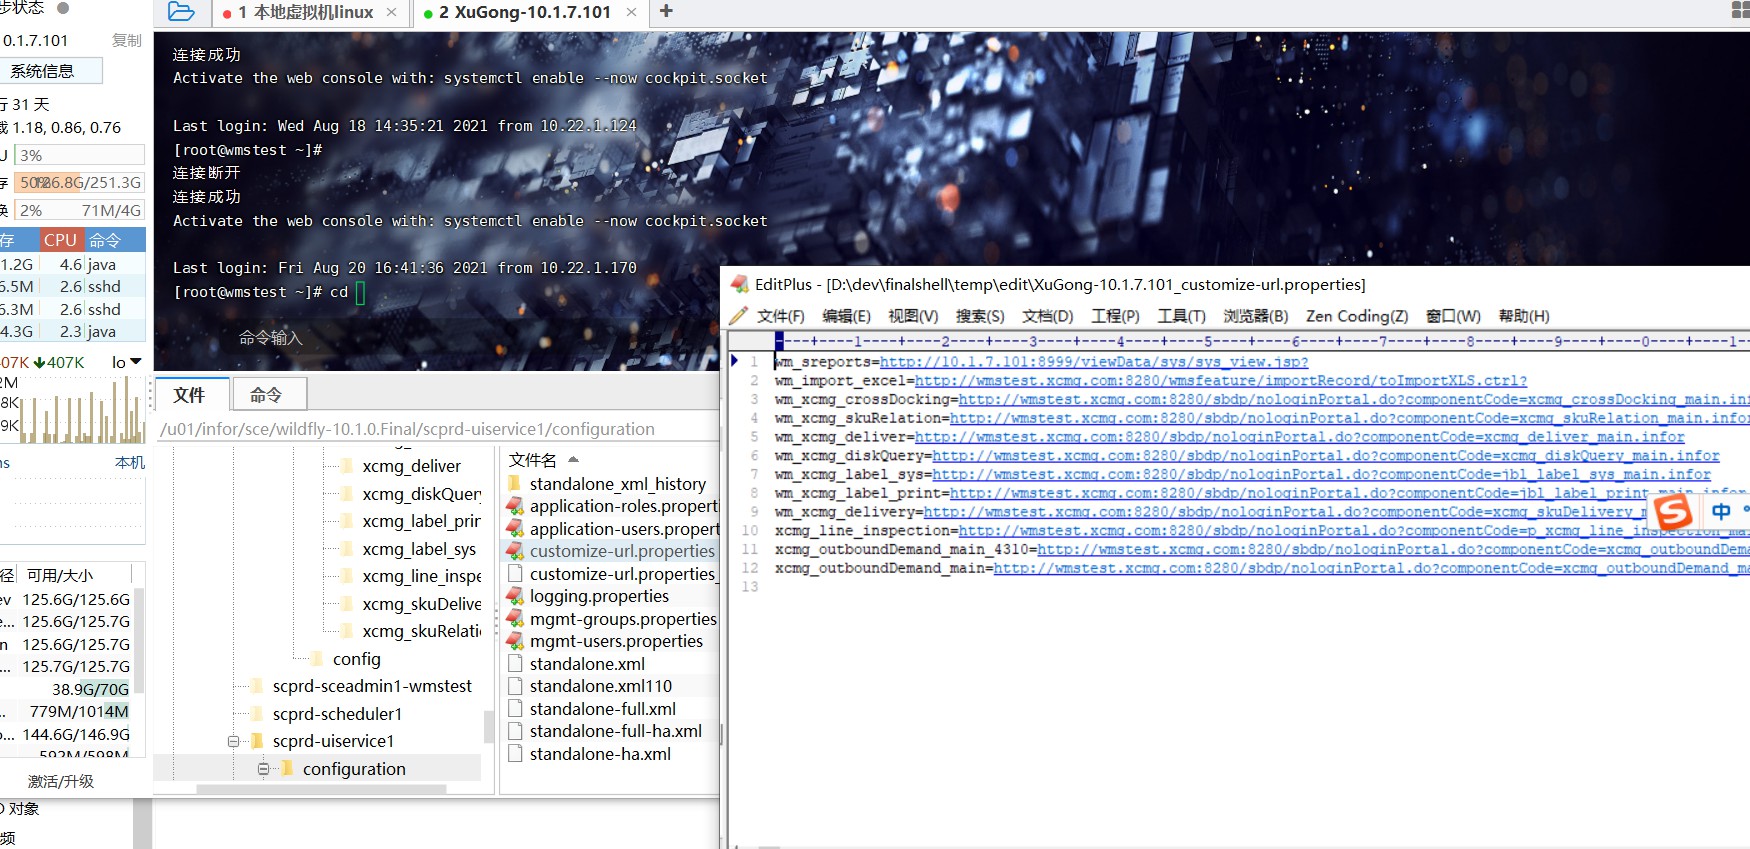 步状态
0.1.7.101 复制
系统信息
行 31 天
载 1.18, 0.86, 0.76
U 3%
存 50% 126.8G/251.3G
换 2% 71M/4G
存 CPU 命令
1.2G 4.6 java
6.5M 2.6 sshd
6.3M 2.6 sshd
4.3G 2.3 java
07K 407K lo
2M
8K
9K
ms 本机
径 可用/大小
ev 125.6G/125.6G
e... 125.6G/125.7G
n 125.6G/125.7G
... 125.7G/125.7G
38.9G/70G
.. 779M/1014M
o... 144.6G/146.9G
592M/598M
激活/升级
D 对象
频
1 本地虚拟机linux ×
2 XuGong-10.1.7.101 × +
连接成功
Activate the web console with: systemctl enable --now cockpit.socket
Last login: Wed Aug 18 14:35:21 2021 from 10.22.1.124
[root@wmstest ~]#
连接断开
连接成功
Activate the web console with: systemctl enable --now cockpit.socket
Last login: Fri Aug 20 16:41:36 2021 from 10.22.1.170
[root@wmstest ~]# cd
命令输入
文件 命令
/u01/infor/sce/wildfly-10.1.0.Final/scprd-uiservice1/configuration
xcmg_deliver
xcmg_diskQuery
xcmg_label_prin
xcmg_label_sys
xcmg_line_inspe
xcmg_skuDelive
xcmg_skuRelati
config
scprd-sceadmin1-wmstest
scprd-scheduler1
scprd-uiservice1
configuration
文件名
standalone_xml_history
application-roles.propert
application-users.propert
customize-url.properties
customize-url.properties_
logging.properties
mgmt-groups.properties
mgmt-users.properties
standalone.xml
standalone.xml110
standalone-full.xml
standalone-full-ha.xml
standalone-ha.xml
EditPlus - [D:\dev\finalshell\temp\edit\XuGong-10.1.7.101_customize-url.properties]
文件(F) 编辑(E) 视图(V) 搜索(S) 文档(D) 工程(P) 工具(T) 浏览器(B) Zen Coding(Z) 窗口(W) 帮助(H)
----+----1----+----2----+----3----+----4----+----5----+----6----+----7----+----8----+----9----+----0----+----1--
1 wm_sreports=http://10.1.7.101:8999/viewData/sys/sys_view.jsp?
2 wm_import_excel=http://wmstest.xcmg.com:8280/wmsfeature/importRecord/toImportXLS.ctrl?
3 wm_xcmg_crossDocking=http://wmstest.xcmg.com:8280/sbdp/nologinPortal.do?componentCode=xcmg_crossDocking_main.inf
4 wm_xcmg_skuRelation=http://wmstest.xcmg.com:8280/sbdp/nologinPortal.do?componentCode=xcmg_skuRelation_main.infor
5 wm_xcmg_deliver=http://wmstest.xcmg.com:8280/sbdp/nologinPortal.do?componentCode=xcmg_deliver_main.infor
6 wm_xcmg_diskQuery=http://wmstest.xcmg.com:8280/sbdp/nologinPortal.do?componentCode=xcmg_diskQuery_main.infor
7 wm_xcmg_label_sys=http://wmstest.xcmg.com:8280/sbdp/nologinPortal.do?componentCode=jbl_label_sys_main.infor
8 wm_xcmg_label_print=http://wmstest.xcmg.com:8280/sbdp/nologinPortal.do?componentCode=jbl_label_print_main.infor
9 wm_xcmg_delivery=http://wmstest.xcmg.com:8280/sbdp/nologinPortal.do?componentCode=xcmg_skuDelivery_m
10 xcmg_line_inspection=http://wmstest.xcmg.com:8280/sbdp/nologinPortal.do?componentCode=p_xcmg_line_inspection_mai
11 xcmg_outboundDemand_main_4310=http://wmstest.xcmg.com:8280/sbdp/nologinPortal.do?componentCode=xcmg_outboundDema
12 xcmg_outboundDemand_main=http://wmstest.xcmg.com:8280/sbdp/nologinPortal.do?componentCode=xcmg_outboundDemand_ma
13
S 中